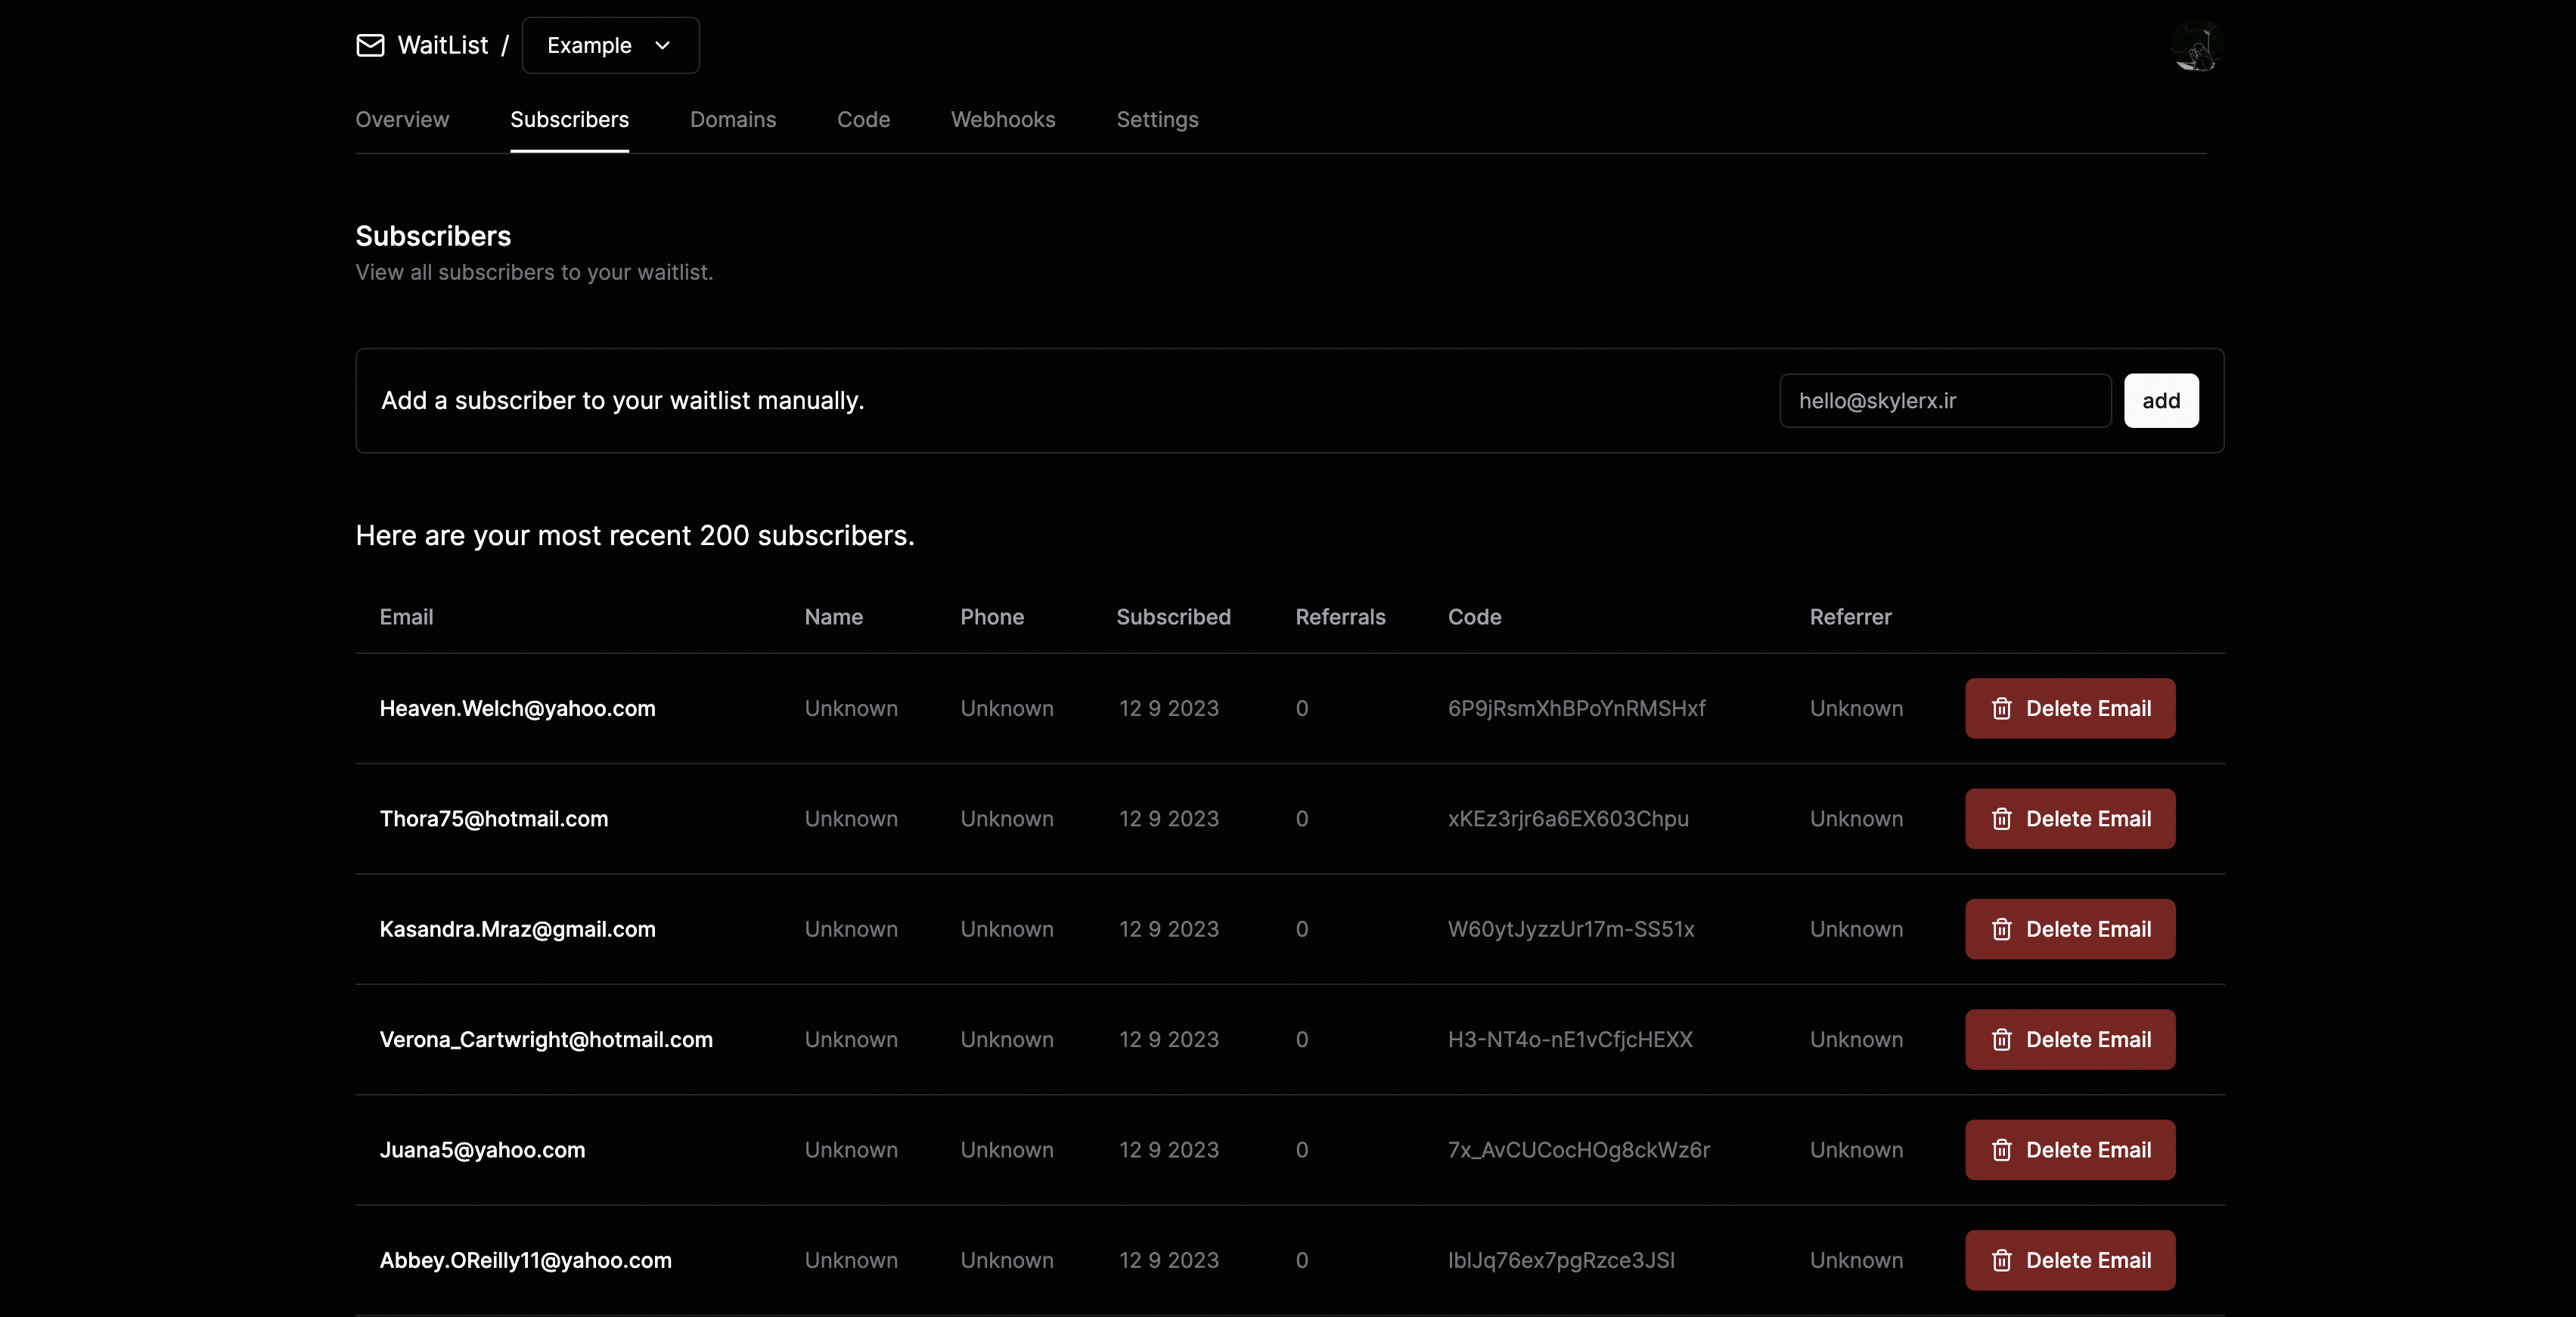 WaitList / Example
Overview Subscribers Domains Code Webhooks Settings
Subscribers
View all subscribers to your waitlist.
Add a subscriber to your waitlist manually. hello@skylerx.ir add
Here are your most recent 200 subscribers.
Email Name Phone Subscribed Referrals Code Referrer
Heaven.Welch@yahoo.com Unknown Unknown 12 9 2023 0 6P9jRsmXhBPoYnRMSHxf Unknown Delete Email
Thora75@hotmail.com Unknown Unknown 12 9 2023 0 xKEz3rjr6a6EX603Chpu Unknown Delete Email
Kasandra.Mraz@gmail.com Unknown Unknown 12 9 2023 0 W60ytJyzzUr17m-SS51x Unknown Delete Email
Verona_Cartwright@hotmail.com Unknown Unknown 12 9 2023 0 H3-NT4o-nE1vCfjcHEXX Unknown Delete Email
Juana5@yahoo.com Unknown Unknown 12 9 2023 0 7x_AvCUCocHOg8ckWz6r Unknown Delete Email
Abbey.OReilly11@yahoo.com Unknown Unknown 12 9 2023 0 Unknown Delete Email